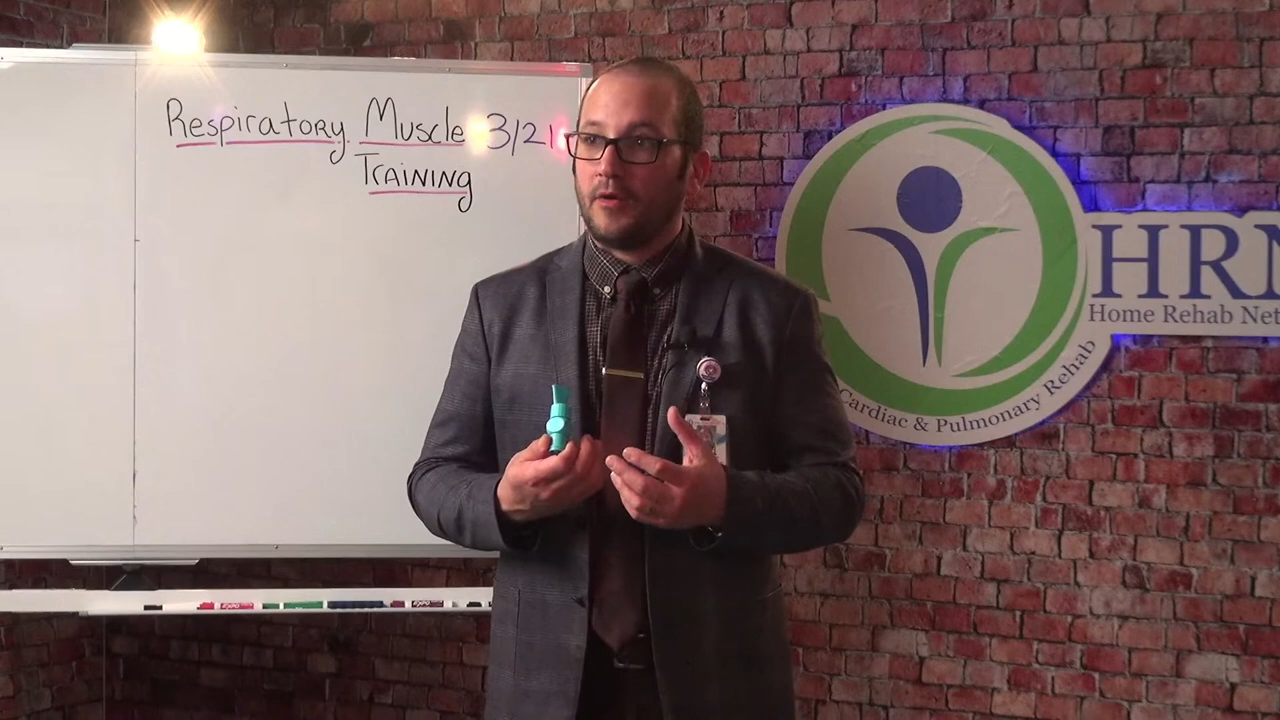 Respiratory Muscle 3/21
Training
HRN
Home Rehab Net
Cardiac & Pulmonary Rehab